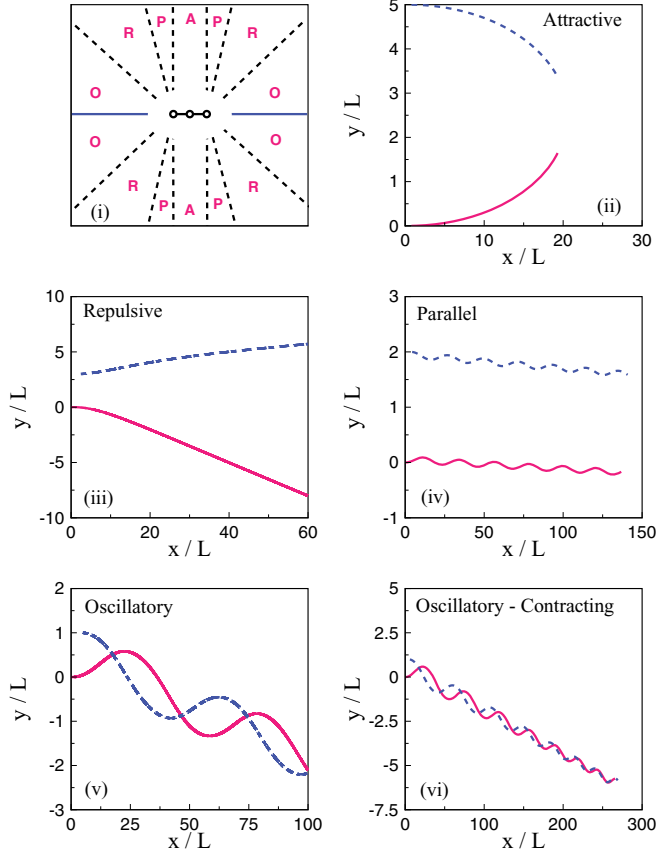 R P A P R
O O
O O
R P A P R
(i)
Attractive
5
4
3
2
1
0
0 10 20 30
y / L
x / L
(ii)
Repulsive
10
5
0
-5
-10
0 20 40 60
y / L
x / L
(iii)
Parallel
3
2
1
0
-1
0 50 100 150
y / L
x / L
(iv)
Oscillatory
2
1
0
-1
-2
-3
0 25 50 75 100
y / L
x / L
(v)
Oscillatory - Contracting
5
2.5
0
-2.5
-5
-7.5
0 100 200 300
y / L
x / L
(vi)